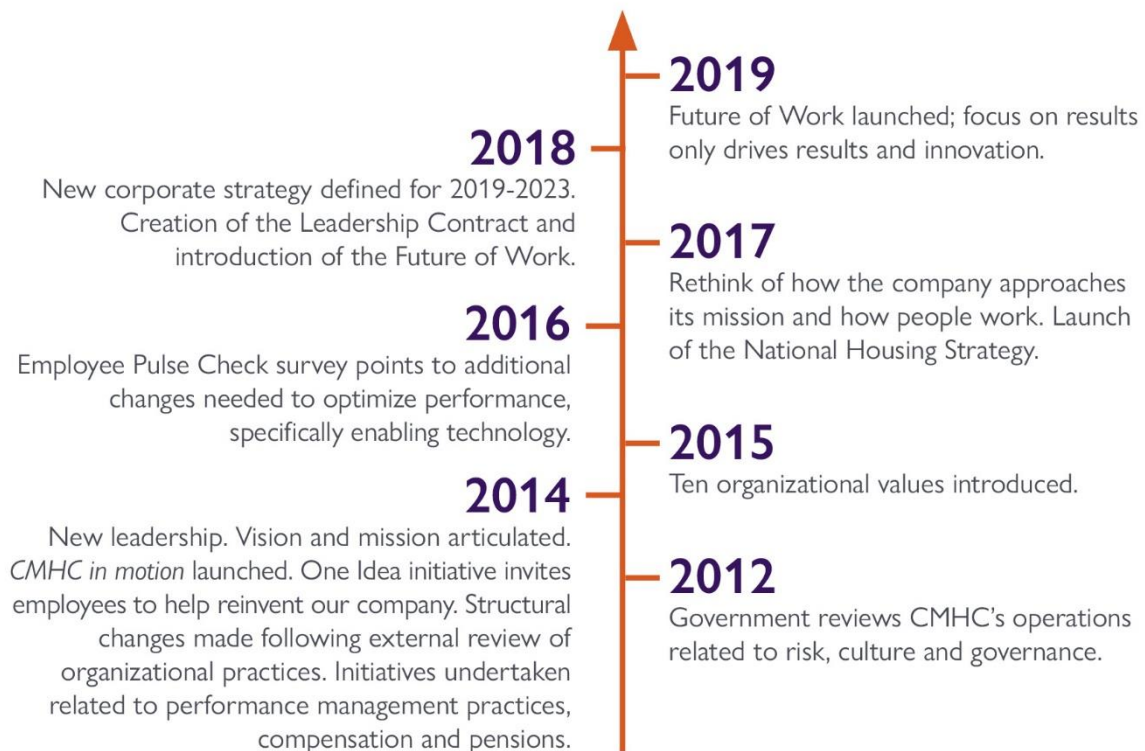 2019
Future of Work launched; focus on results
only drives results and innovation.
2018
New corporate strategy defined for 2019-2023.
Creation of the Leadership Contract and
introduction of the Future of Work.
2017
Rethink of how the company approaches
its mission and how people work. Launch
of the National Housing Strategy.
2016
Employee Pulse Check survey points to additional
changes needed to optimize performance,
specifically enabling technology.
2015
Ten organizational values introduced.
2014
New leadership. Vision and mission articulated.
CMHC in motion launched. One Idea initiative invites
employees to help reinvent our company. Structural
changes made following external review of
organizational practices. Initiatives undertaken
related to performance management practices,
compensation and pensions.
2012
Government reviews CMHC’s operations
related to risk, culture and governance.